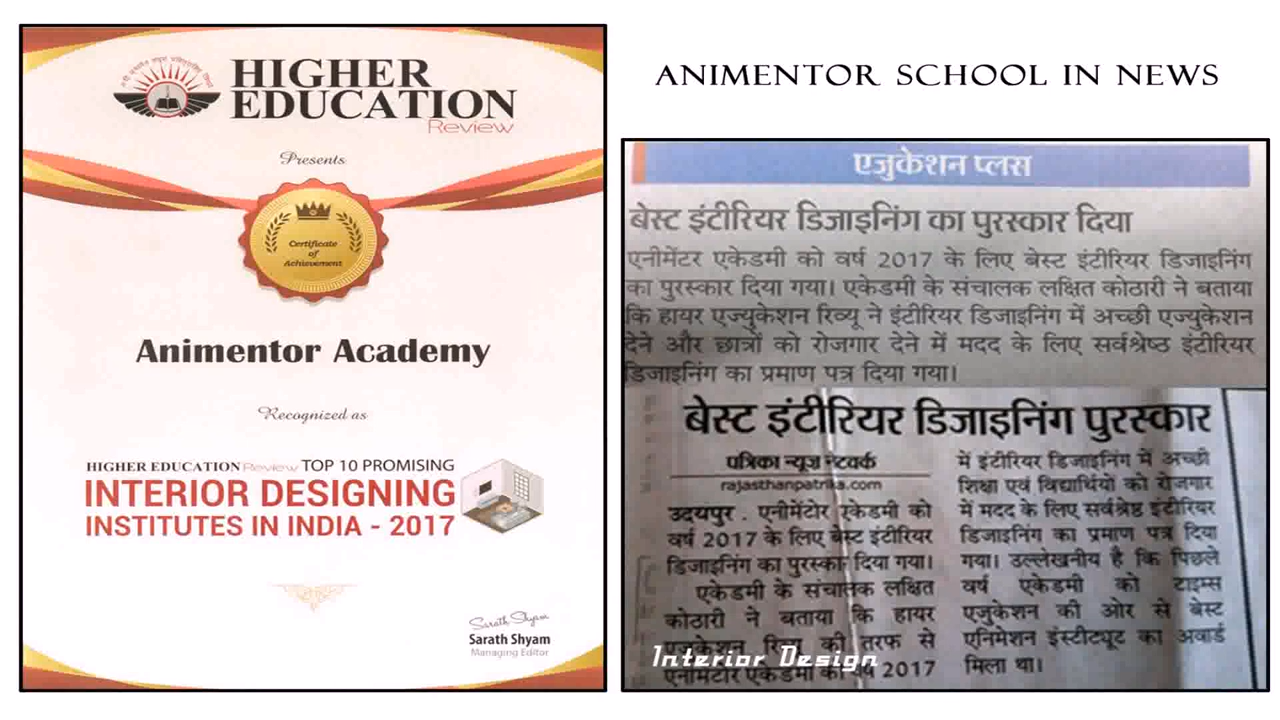 HIGHER
EDUCATION
Review
Presents
Certificate
of
Achievement
Animentor Academy
Recognized as
HIGHER EDUCATION Review TOP 10 PROMISING
INTERIOR DESIGNING
INSTITUTES IN INDIA - 2017
Sarath Shyam
Sarath Shyam
Managing Editor
ANIMENTOR SCHOOL IN NEWS
एजुकेशन प्लस
बेस्ट इंटीरियर डिजाइनिंग का पुरस्कार दिया
एनीमेंटर एकेडमी को वर्ष 2017 के लिए बेस्ट इंटीरियर डिजाइनिंग
का पुरस्कार दिया गया। एकेडमी के संचालक लक्षित कोठारी ने बताया
कि हायर एज्युकेशन रिव्यू ने इंटीरियर डिजाइनिंग में अच्छी एज्युकेशन
देने और छात्रों को रोजगार देने में मदद के लिए सर्वश्रेष्ठ इंटीरियर
डिजाइनिंग का प्रमाण पत्र दिया गया।
बेस्ट इंटीरियर डिजाइनिंग पुरस्कार
पत्रिका न्यूज नेटवर्क
rajasthanpatrika.com
उदयपुर . एनीमेंटोर एकेडमी को
वर्ष 2017 के लिए बेस्ट इंटीरियर
डिजाइनिंग का पुरस्कार दिया गया।
एकेडमी के संचालक लक्षित
कोठारी ने बताया कि हायर
एजुकेशन रिव्यु की तरफ से
एनीमेंटोर एकेडमी को वर्ष 2017
में इंटीरियर डिजाइनिंग में अच्छी
शिक्षा एवं विद्यार्थियों को रोजगार
में मदद के लिए सर्वश्रेष्ठ इंटीरियर
डिजाइनिंग का प्रमाण पत्र दिया
गया। उल्लेखनीय है कि पिछले
वर्ष एकेडमी को टाइम्स
एजुकेशन की ओर से बेस्ट
एनिमेशन इंस्टीट्यूट का अवार्ड
मिला था।
Interior Design